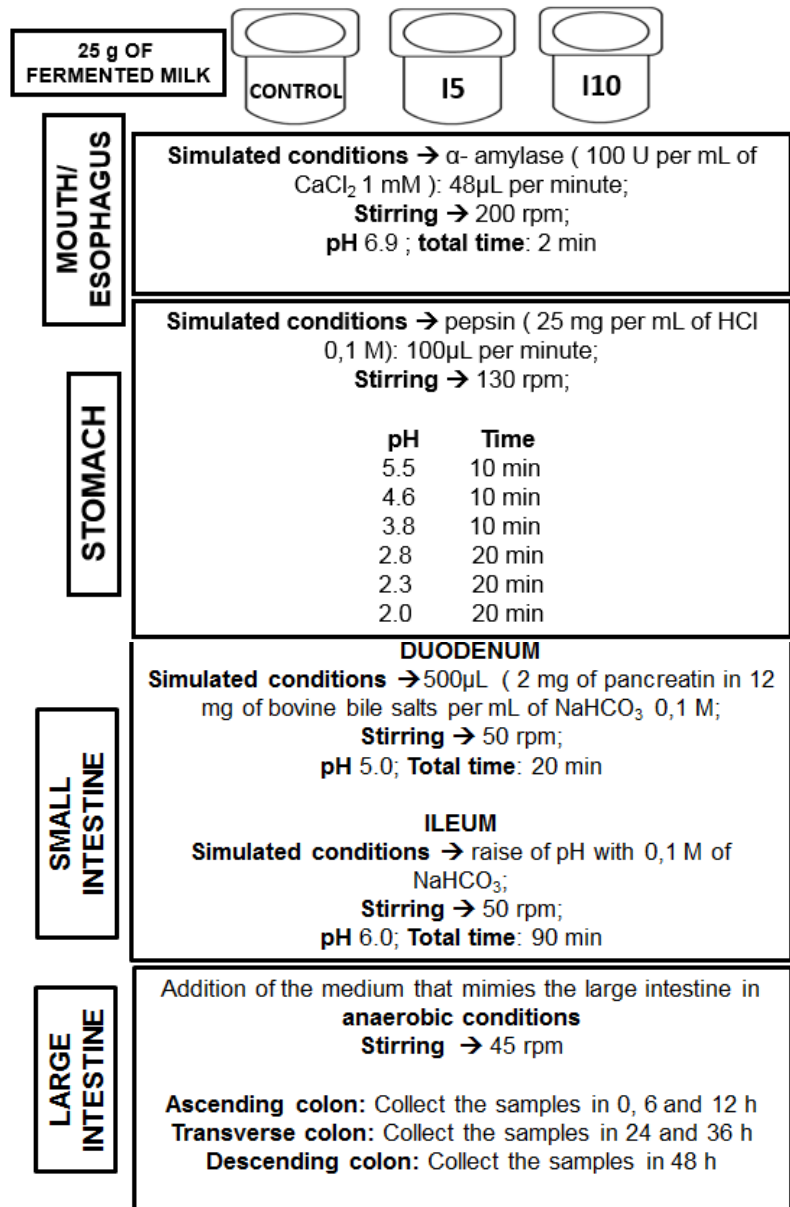 25 g OF
FERMENTED MILK
CONTROL
I5
I10
MOUTH/
ESOPHAGUS
Simulated conditions → α- amylase ( 100 U per mL of
CaCl₂ 1 mM ): 48µL per minute;
Stirring → 200 rpm;
pH 6.9 ; total time: 2 min
STOMACH
Simulated conditions → pepsin ( 25 mg per mL of HCl
0,1 M): 100µL per minute;
Stirring → 130 rpm;
pH Time
5.5 10 min
4.6 10 min
3.8 10 min
2.8 20 min
2.3 20 min
2.0 20 min
SMALL
INTESTINE
DUODENUM
Simulated conditions →500µL ( 2 mg of pancreatin in 12
mg of bovine bile salts per mL of NaHCO₃ 0,1 M;
Stirring → 50 rpm;
pH 5.0; Total time: 20 min
ILEUM
Simulated conditions → raise of pH with 0,1 M of
NaHCO₃;
Stirring → 50 rpm;
pH 6.0; Total time: 90 min
LARGE
INTESTINE
Addition of the medium that mimies the large intestine in
anaerobic conditions
Stirring → 45 rpm
Ascending colon: Collect the samples in 0, 6 and 12 h
Transverse colon: Collect the samples in 24 and 36 h
Descending colon: Collect the samples in 48 h